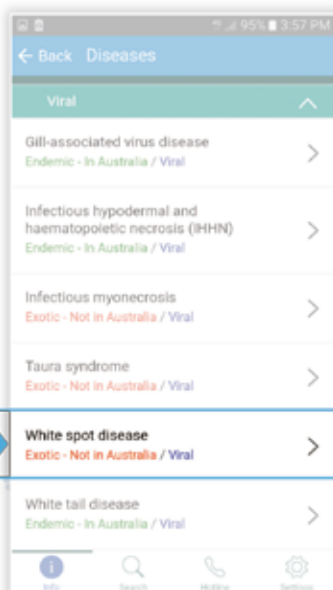 95% 3:57 PM
← Back Diseases
Viral
Gill-associated virus disease
Endemic - In Australia / Viral
Infectious hypodermal and
haematopoietic necrosis (IHHN)
Endemic - In Australia / Viral
Infectious myonecrosis
Exotic - Not in Australia / Viral
Taura syndrome
Exotic - Not in Australia / Viral
White spot disease
Exotic - Not in Australia / Viral
White tail disease
Endemic - In Australia / Viral
Info Search Hotline Settings